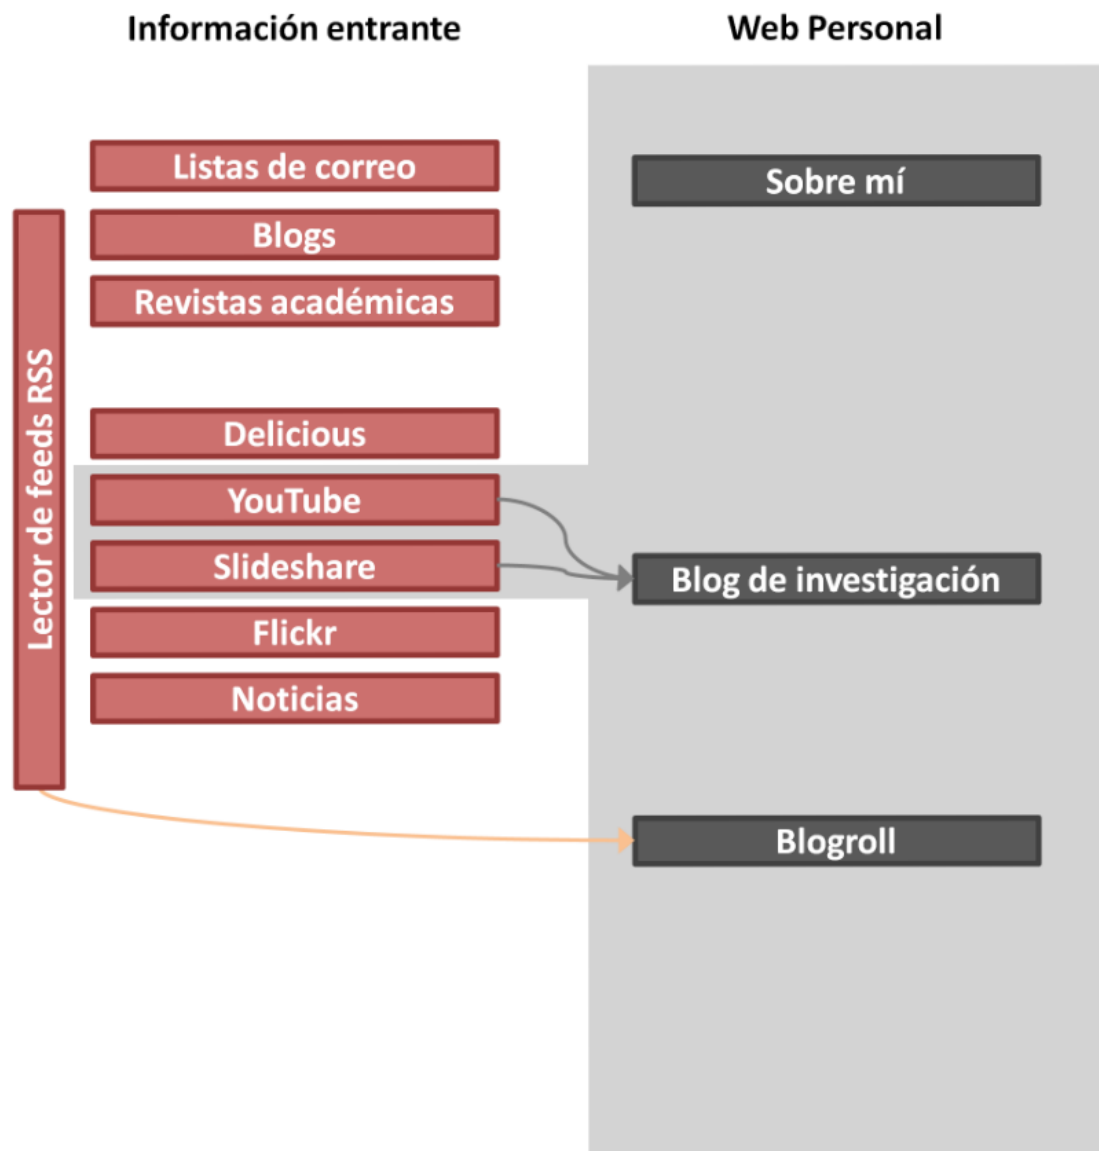 Información entrante
Web Personal
Listas de correo
Blogs
Revistas académicas
Lector de feeds RSS
Delicious
YouTube
Slideshare
Flickr
Noticias
Sobre mí
Blog de investigación
Blogroll